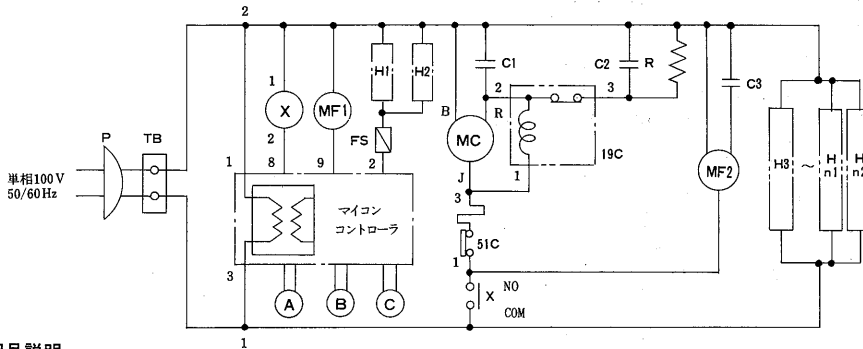 2
C1
C2
R
1
H1
H2
C3
2
3
P
TB
X
MF1
B
R
2
FS
MC
19C
H3
～
H
n1
H
n2
MF2
単相100V
50/60Hz
1
8
9
2
J
1
3
マイコン
コントローラ
51C
1
3
A
B
C
X
NO
COM
1